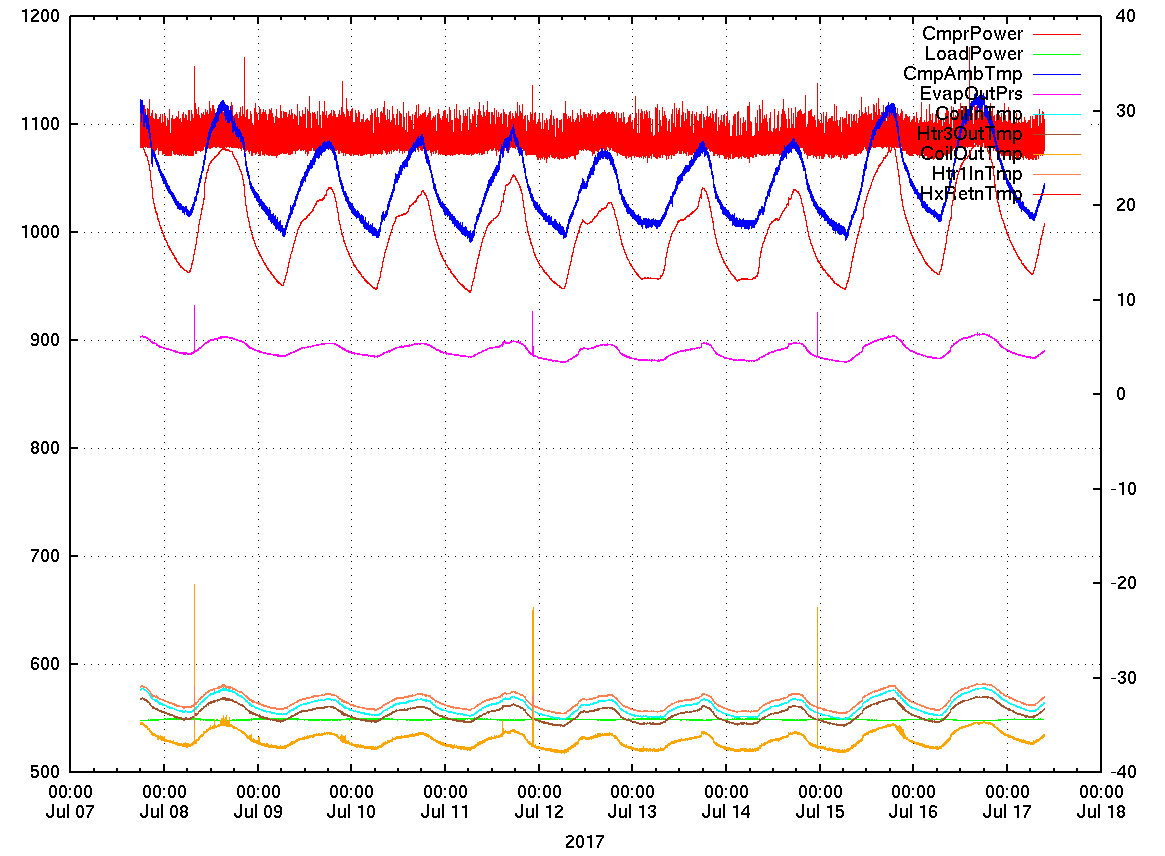 1200
1100
1000
900
800
700
600
500
40
30
20
10
0
-10
-20
-30
-40
CmprPower
LoadPower
CmpAmbTmp
EvapOutPrs
CoilInTmp
Htr3OutTmp
CoilOutTmp
Htr1InTmp
HxRetnTmp
00:00 00:00 00:00 00:00 00:00 00:00 00:00 00:00 00:00 00:00 00:00 00:00
Jul 07 Jul 08 Jul 09 Jul 10 Jul 11 Jul 12 Jul 13 Jul 14 Jul 15 Jul 16 Jul 17 Jul 18
2017